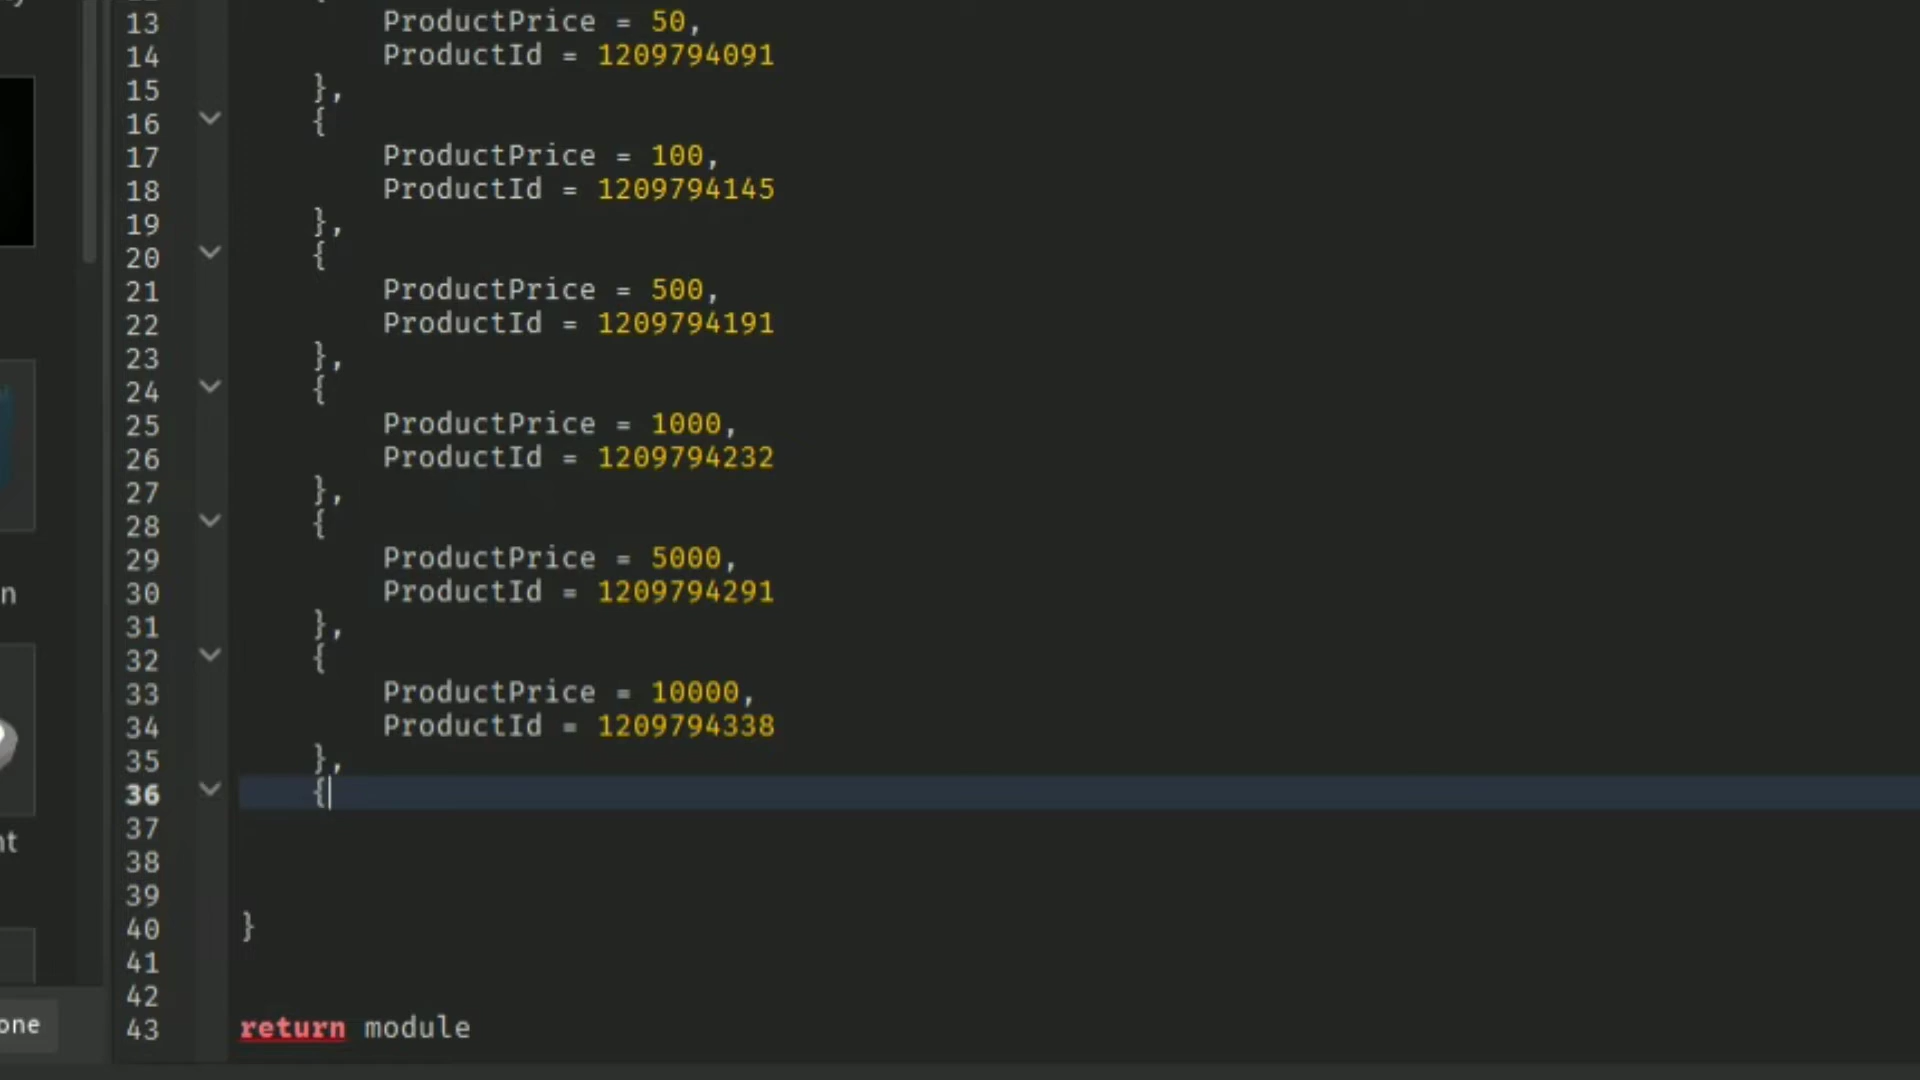 13 ProductPrice = 50,
14 ProductId = 1209794091
15 },
16 {
17 ProductPrice = 100,
18 ProductId = 1209794145
19 },
20 {
21 ProductPrice = 500,
22 ProductId = 1209794191
23 },
24 {
25 ProductPrice = 1000,
26 ProductId = 1209794232
27 },
28 {
29 ProductPrice = 5000,
30 ProductId = 1209794291
31 },
32 {
33 ProductPrice = 10000,
34 ProductId = 1209794338
35 },
36 {
37
38
39
40 }
41
42
43 return module
n
nt
one